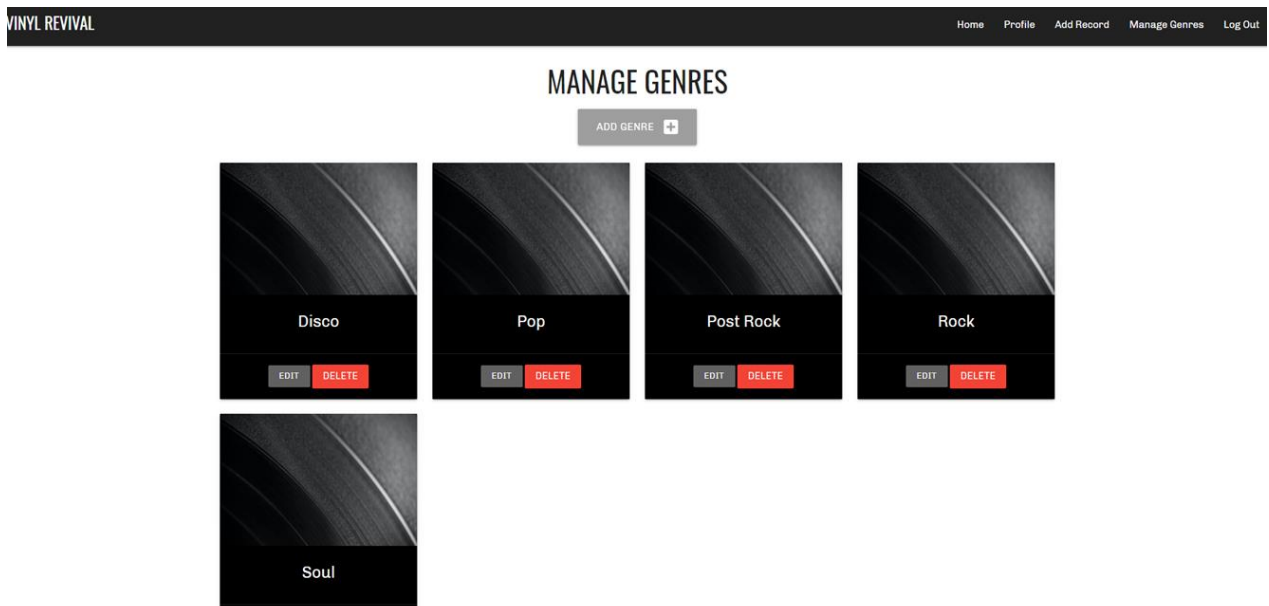 VINYL REVIVAL
Home Profile Add Record Manage Genres Log Out
MANAGE GENRES
ADD GENRE
Disco Pop Post Rock Rock
EDIT DELETE EDIT DELETE EDIT DELETE EDIT DELETE
Soul